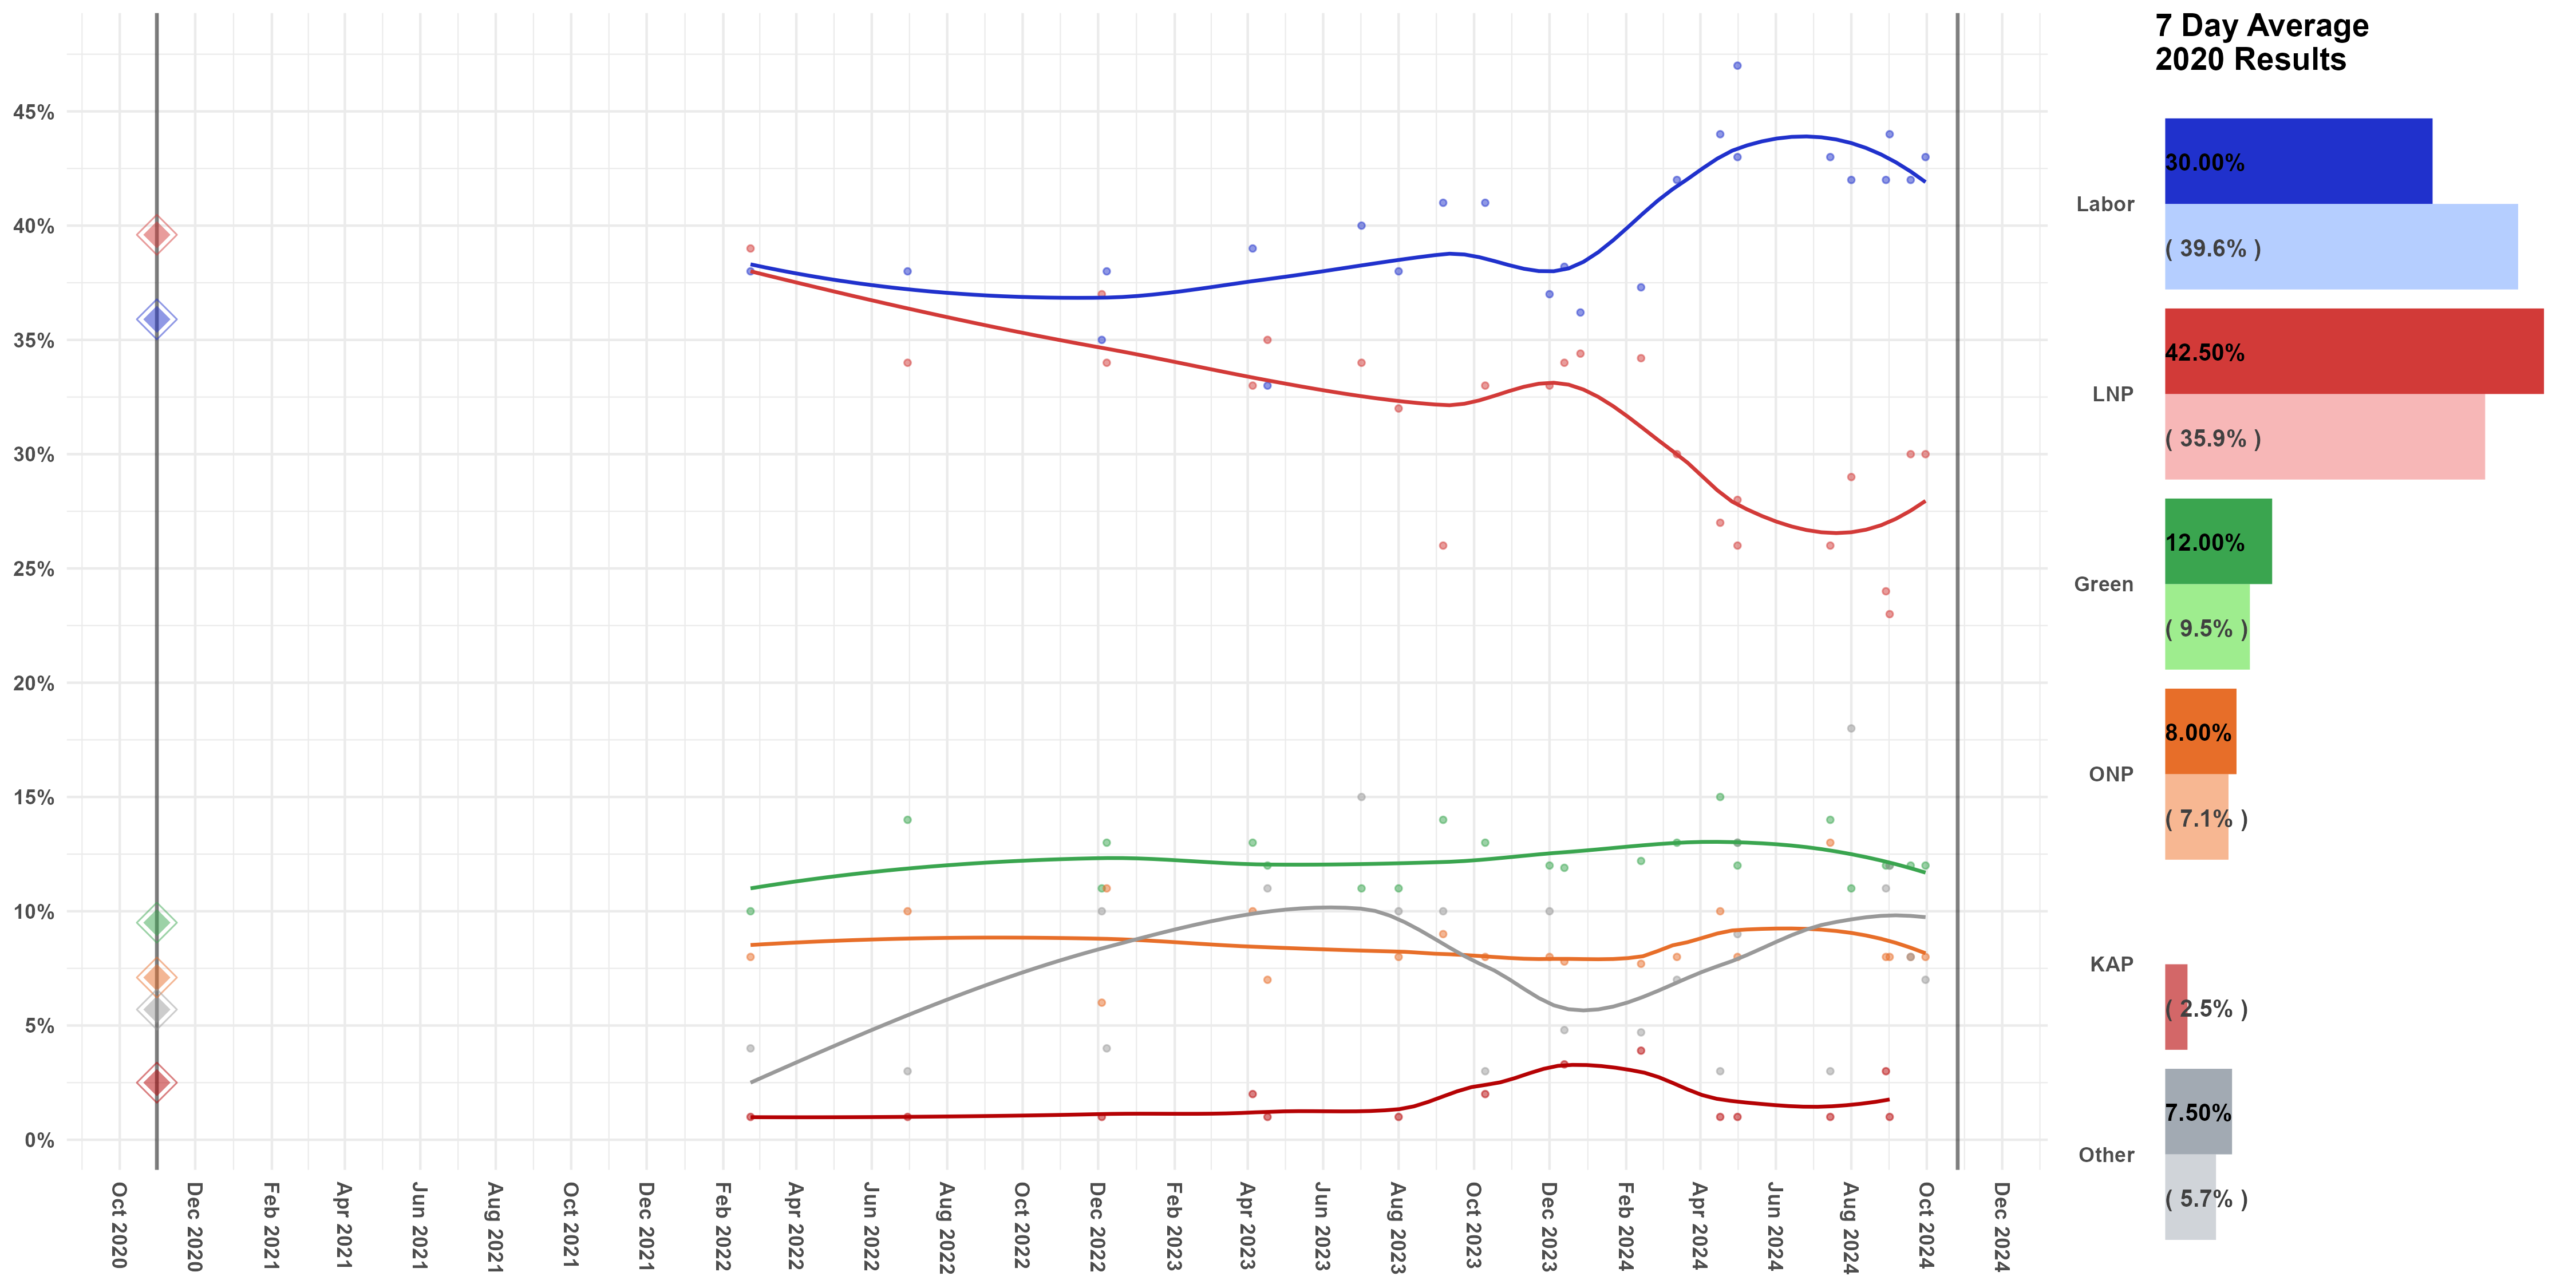 7 Day Average
2020 Results
45%
40%
35%
30%
25%
20%
15%
10%
5%
0%
Oct 2020
Dec 2020
Feb 2021
Apr 2021
Jun 2021
Aug 2021
Oct 2021
Dec 2021
Feb 2022
Apr 2022
Jun 2022
Aug 2022
Oct 2022
Dec 2022
Feb 2023
Apr 2023
Jun 2023
Aug 2023
Oct 2023
Dec 2023
Feb 2024
Apr 2024
Jun 2024
Aug 2024
Oct 2024
Dec 2024
Labor
30.00%
( 39.6% )
LNP
42.50%
( 35.9% )
Green
12.00%
( 9.5% )
ONP
8.00%
( 7.1% )
KAP
( 2.5% )
Other
7.50%
( 5.7% )